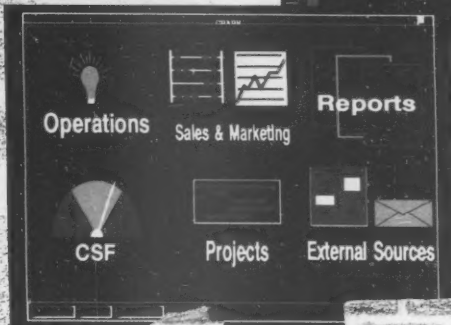 Operations
Sales & Marketing
Reports
CSF
Projects
External Sources